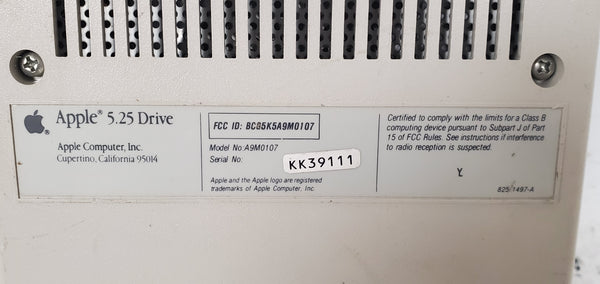 Apple® 5.25 Drive
Apple Computer, Inc.
Cupertino, California 95014
FCC ID: BCG5K5A9M0107
Model No: A9M0107
Serial No:
KK39111
Apple and the Apple logo are registered
trademarks of Apple Computer, Inc.
Certified to comply with the limits for a Class B
computing device pursuant to Subpart J of Part
15 of FCC Rules. See instructions if interference
to radio reception is suspected.
825-1497-A